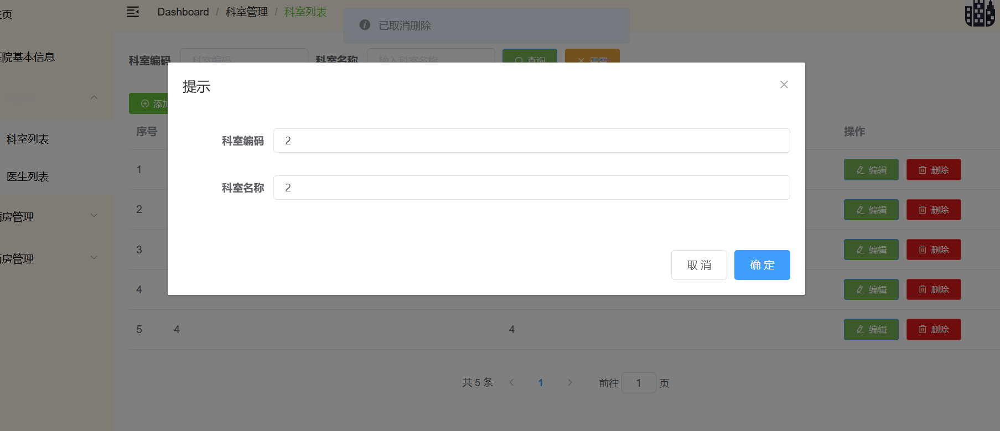 页
Dashboard / 科室管理 / 科室列表
已取消删除
院基本信息
科室编码 科室编码 科室名称 输入科室名称 查询 重置
提示
添加
序号 操作
科室列表
科室编码 2
1 编辑 删除
医生列表
科室名称 2
2 编辑 删除
房管理
3 编辑 删除
房管理
取 消 确 定
4 编辑 删除
5 4 4 编辑 删除
共 5 条 1 前往 1 页